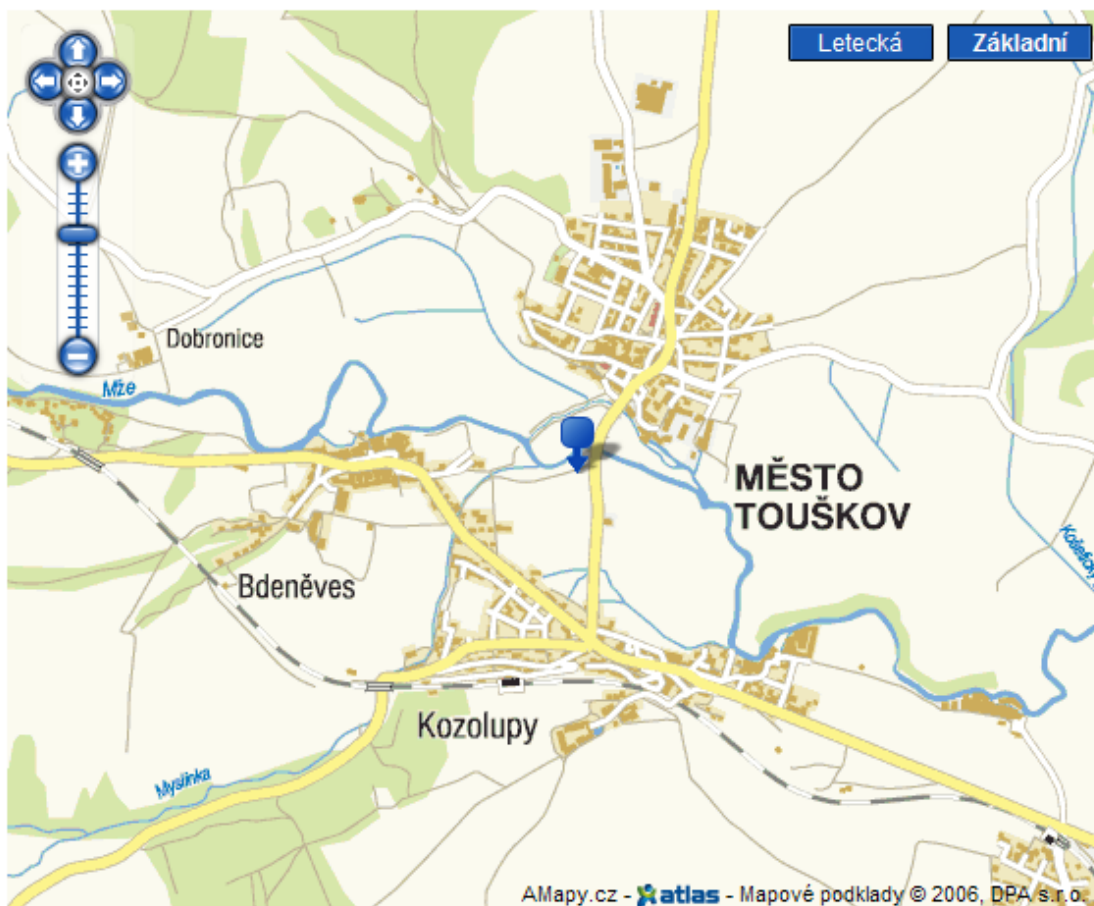 Letecká
Základní
Dobronice
Mže
MĚSTO
TOUŠKOV
Bdeněves
Kozolupy
Myslinka
AMapy.cz - atlas - Mapové podklady © 2006, DPA s.r.o.